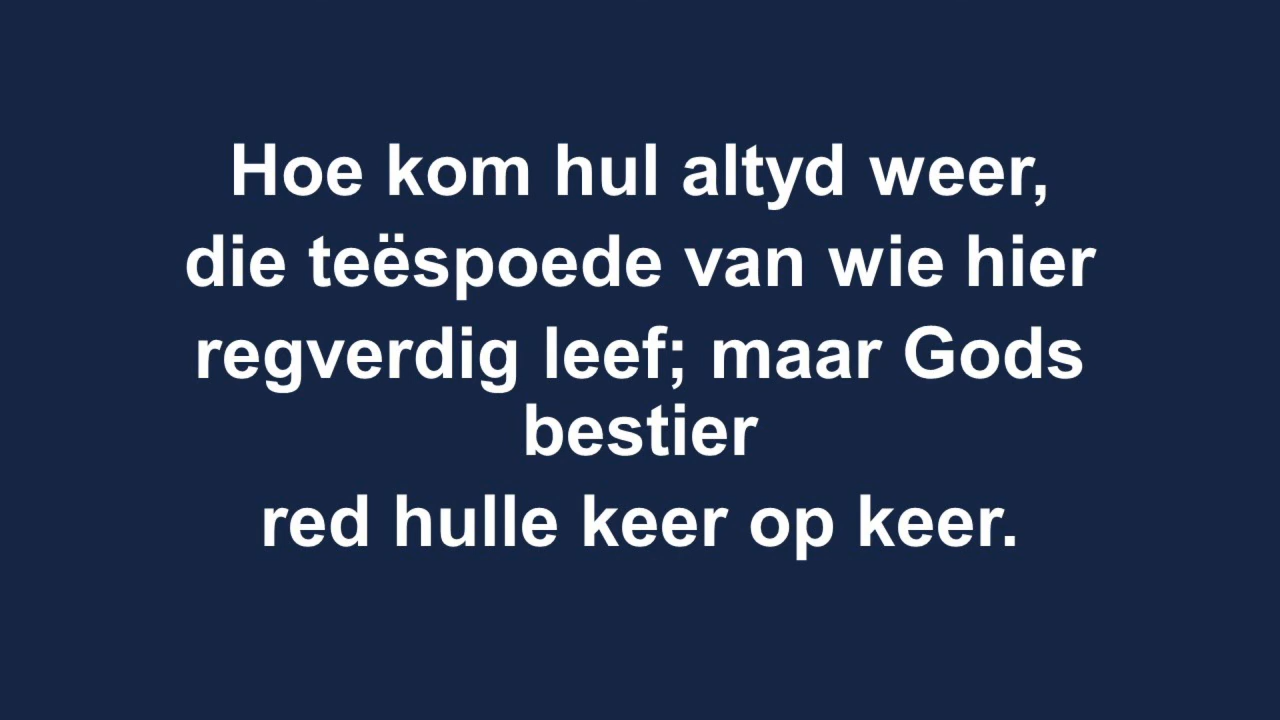 Hoe kom hul altyd weer,
die teëspoede van wie hier
regverdig leef; maar Gods
bestier
red hulle keer op keer.